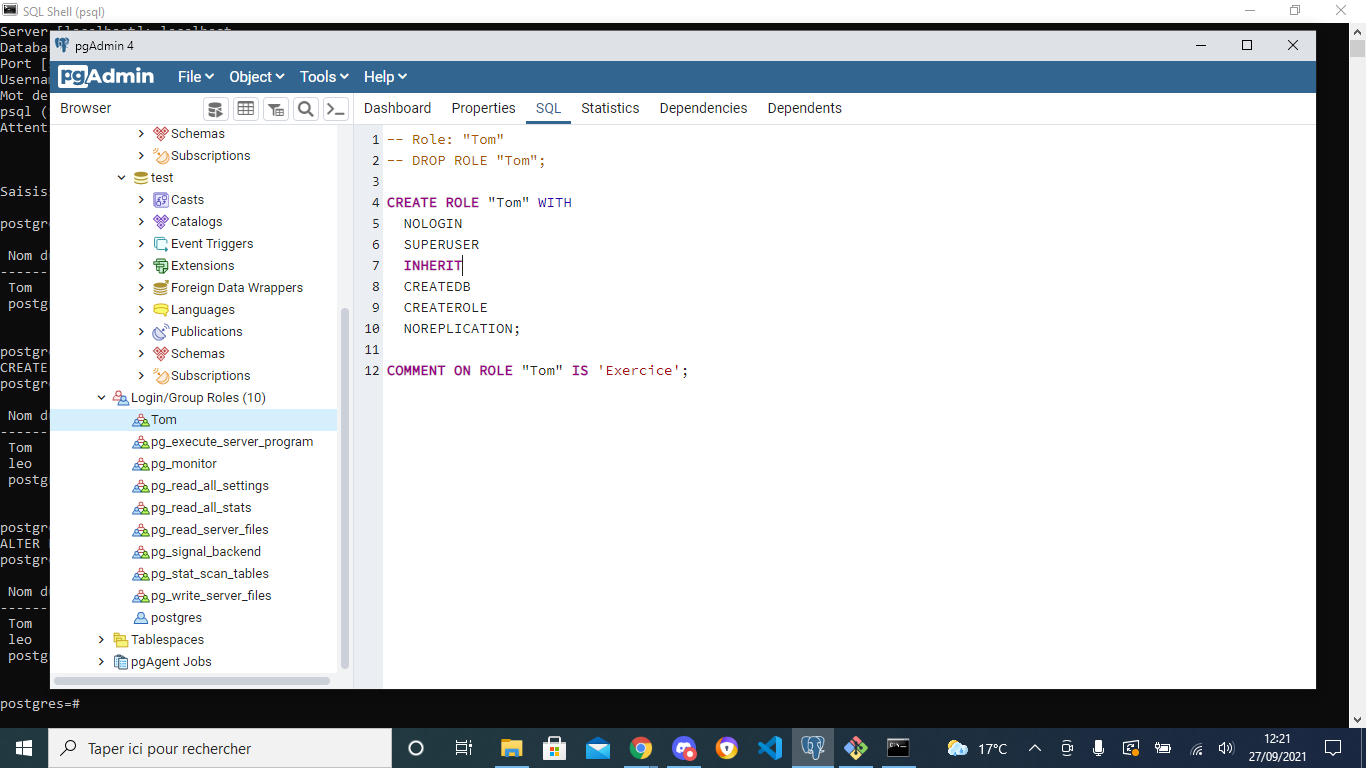 SQL Shell (psql)
Server [localhost]: localhost
Databa
Port [
Userna
Mot de
psql (
Attent
Saisis
postgr
Nom d
Tom
postg
postgr
CREATE
postgr
Nom d
Tom
leo
postg
postgr
ALTER
postgr
Nom d
Tom
leo
postg
postgres=#
pgAdmin 4
pgAdmin File Object Tools Help
Browser
Dashboard Properties SQL Statistics Dependencies Dependents
Schemas
Subscriptions
test
Casts
Catalogs
Event Triggers
Extensions
Foreign Data Wrappers
Languages
Publications
Schemas
Subscriptions
Login/Group Roles (10)
Tom
pg_execute_server_program
pg_monitor
pg_read_all_settings
pg_read_all_stats
pg_read_server_files
pg_signal_backend
pg_stat_scan_tables
pg_write_server_files
postgres
Tablespaces
pgAgent Jobs
1 -- Role: "Tom"
2 -- DROP ROLE "Tom";
3
4 CREATE ROLE "Tom" WITH
5 NOLOGIN
6 SUPERUSER
7 INHERIT
8 CREATEDB
9 CREATEROLE
10 NOREPLICATION;
11
12 COMMENT ON ROLE "Tom" IS 'Exercice';
Taper ici pour rechercher
17°C
12:21
27/09/2021